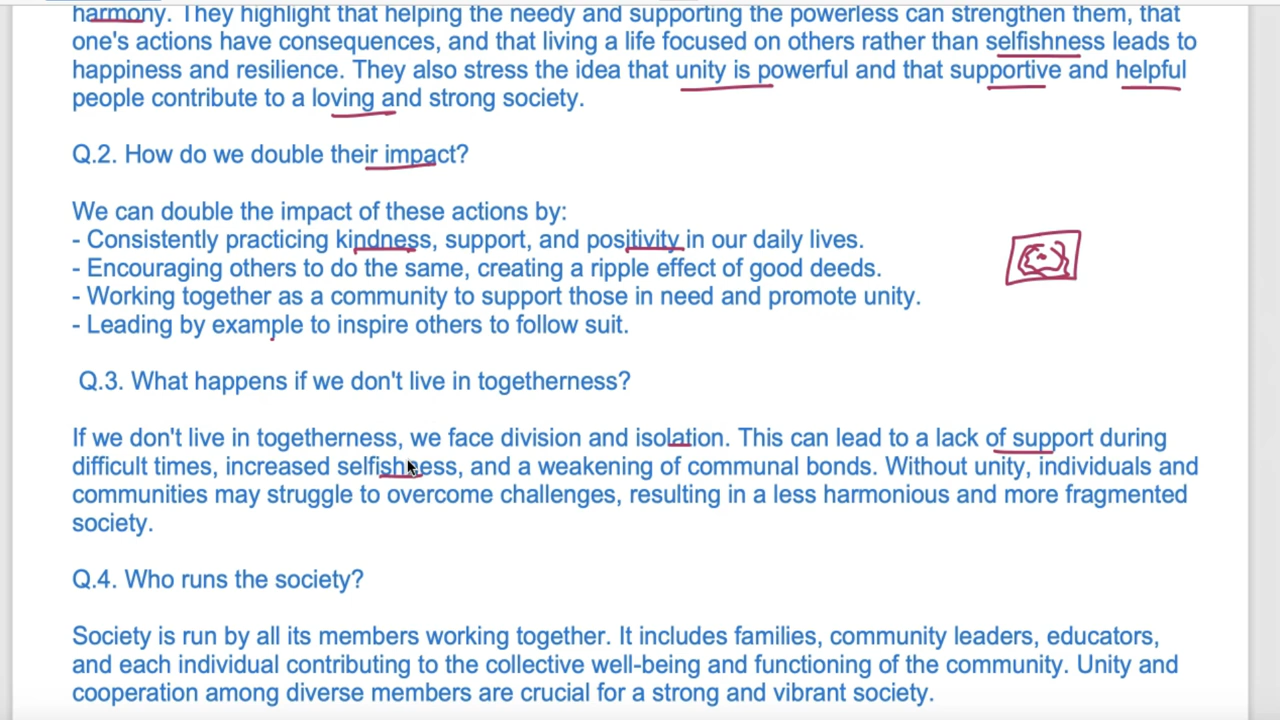 harmony. They highlight that helping the needy and supporting the powerless can strengthen them, that
one's actions have consequences, and that living a life focused on others rather than selfishness leads to
happiness and resilience. They also stress the idea that unity is powerful and that supportive and helpful
people contribute to a loving and strong society.
Q.2. How do we double their impact?
We can double the impact of these actions by:
- Consistently practicing kindness, support, and positivity in our daily lives.
- Encouraging others to do the same, creating a ripple effect of good deeds.
- Working together as a community to support those in need and promote unity.
- Leading by example to inspire others to follow suit.
Q.3. What happens if we don't live in togetherness?
If we don't live in togetherness, we face division and isolation. This can lead to a lack of support during
difficult times, increased selfishness, and a weakening of communal bonds. Without unity, individuals and
communities may struggle to overcome challenges, resulting in a less harmonious and more fragmented
society.
Q.4. Who runs the society?
Society is run by all its members working together. It includes families, community leaders, educators,
and each individual contributing to the collective well-being and functioning of the community. Unity and
cooperation among diverse members are crucial for a strong and vibrant society.